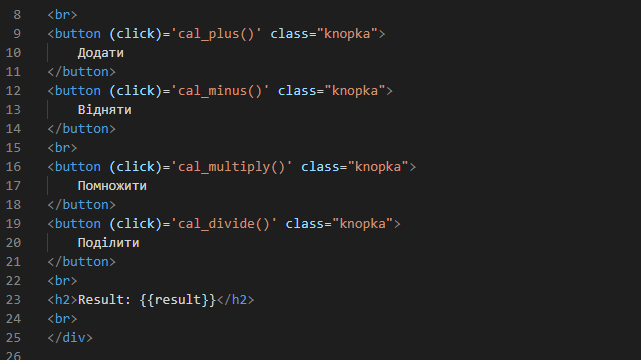 8 <br>
9 <button (click)='cal_plus()' class="knopka">
10 Додати
11 </button>
12 <button (click)='cal_minus()' class="knopka">
13 Відняти
14 </button>
15 <br>
16 <button (click)='cal_multiply()' class="knopka">
17 Помножити
18 </button>
19 <button (click)='cal_divide()' class="knopka">
20 Поділити
21 </button>
22 <br>
23 <h2>Result: {{result}}</h2>
24 <br>
25 </div>
26